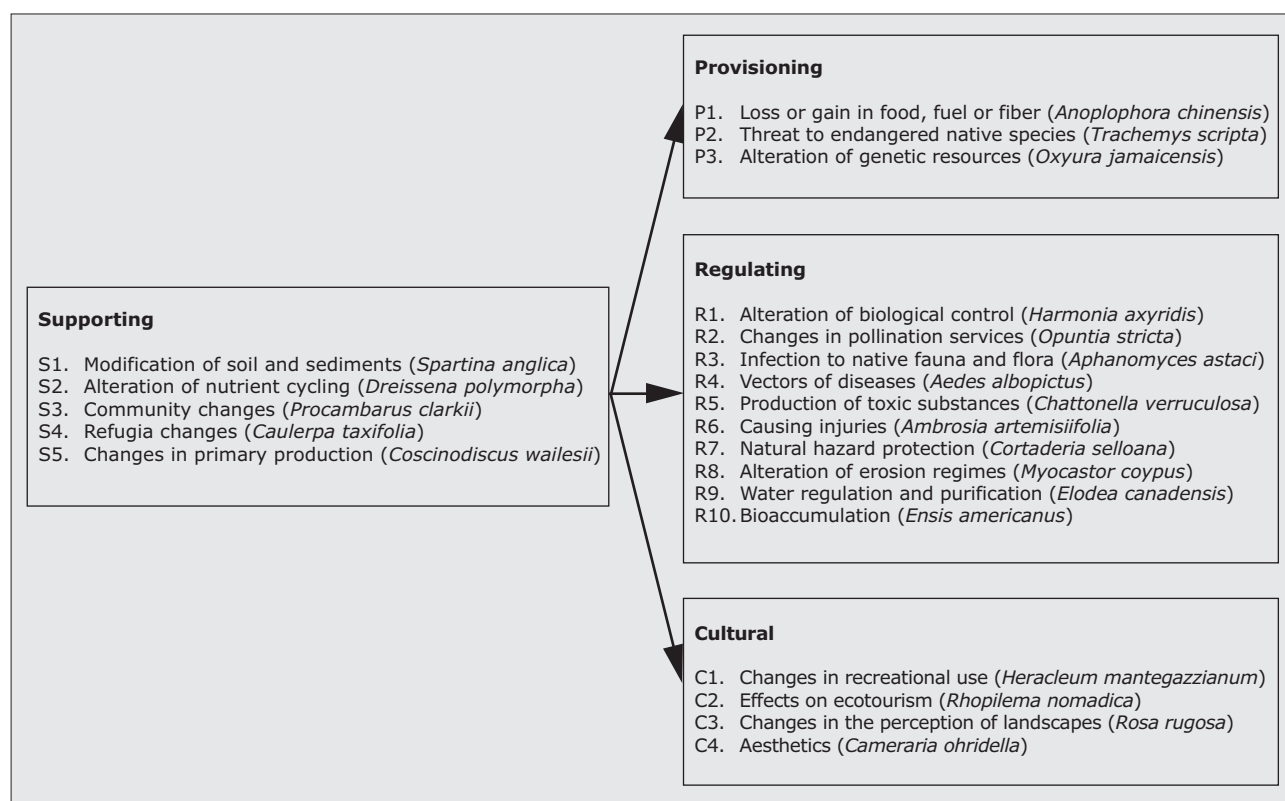 Provisioning
P1. Loss or gain in food, fuel or fiber (Anoplophora chinensis)
P2. Threat to endangered native species (Trachemys scripta)
P3. Alteration of genetic resources (Oxyura jamaicensis)
Supporting
S1. Modification of soil and sediments (Spartina anglica)
S2. Alteration of nutrient cycling (Dreissena polymorpha)
S3. Community changes (Procambarus clarkii)
S4. Refugia changes (Caulerpa taxifolia)
S5. Changes in primary production (Coscinodiscus wailesii)
Regulating
R1. Alteration of biological control (Harmonia axyridis)
R2. Changes in pollination services (Opuntia stricta)
R3. Infection to native fauna and flora (Aphanomyces astaci)
R4. Vectors of diseases (Aedes albopictus)
R5. Production of toxic substances (Chattonella verruculosa)
R6. Causing injuries (Ambrosia artemisiifolia)
R7. Natural hazard protection (Cortaderia selloana)
R8. Alteration of erosion regimes (Myocastor coypus)
R9. Water regulation and purification (Elodea canadensis)
R10. Bioaccumulation (Ensis americanus)
Cultural
C1. Changes in recreational use (Heracleum mantegazzianum)
C2. Effects on ecotourism (Rhopilema nomadica)
C3. Changes in the perception of landscapes (Rosa rugosa)
C4. Aesthetics (Cameraria ohridella)